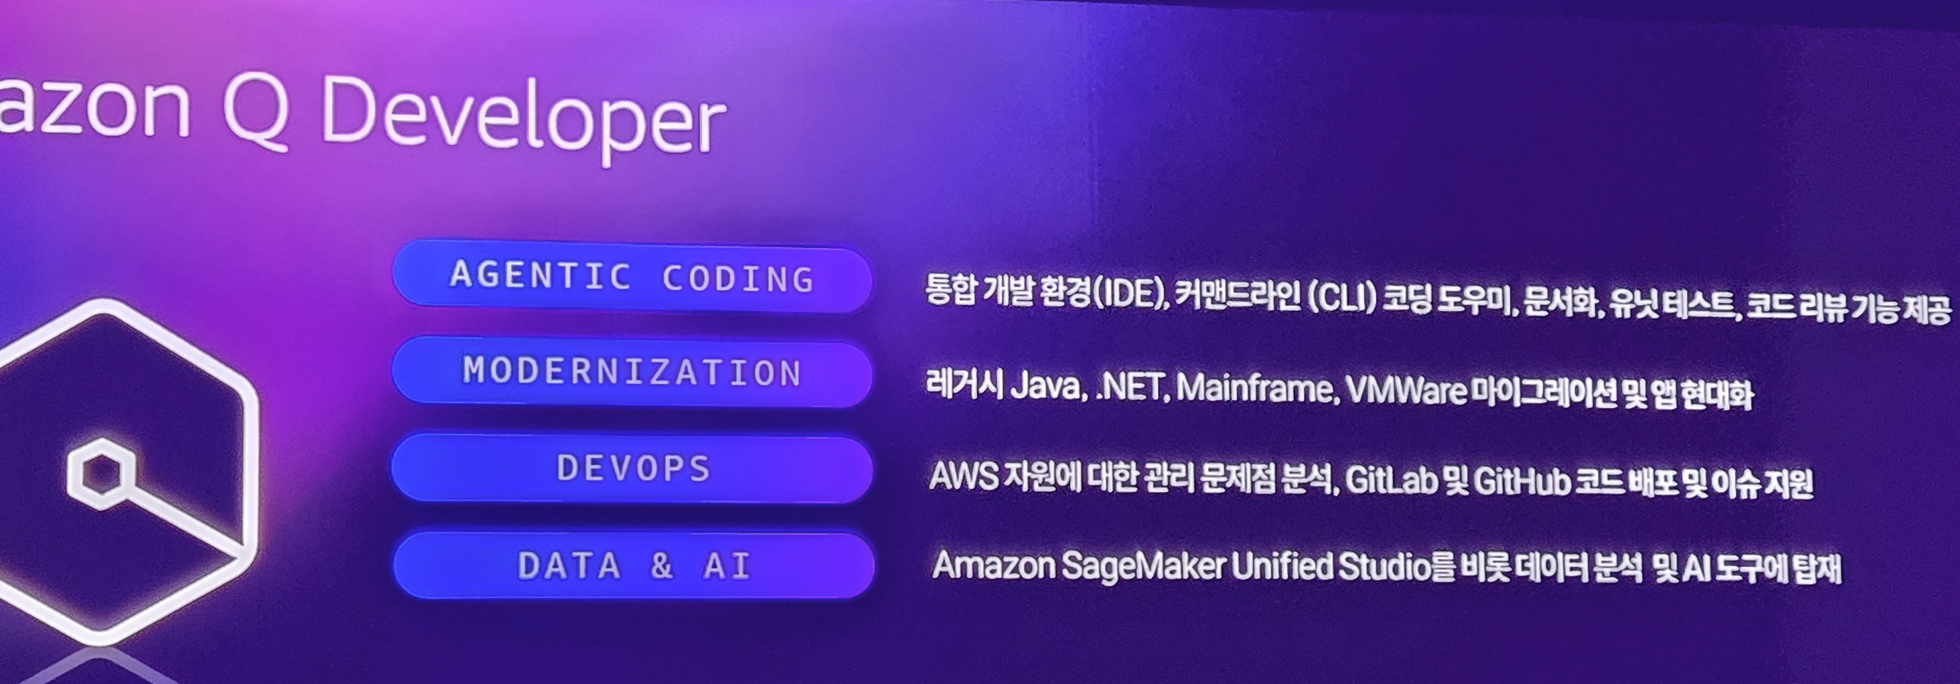 azon Q Developer
AGENTIC CODING
통합 개발 환경(IDE), 커맨드라인 (CLI) 코딩 도우미, 문서화, 유닛 테스트, 코드 리뷰 기능 제공
MODERNIZATION
레거시 Java, .NET, Mainframe, VMWare 마이그레이션 및 앱 현대화
DEVOPS
AWS 자원에 대한 관리 문제점 분석, GitLab 및 GitHub 코드 배포 및 이슈 지원
DATA & AI
Amazon SageMaker Unified Studio를 비롯 데이터 분석 및 AI 도구에 탑재